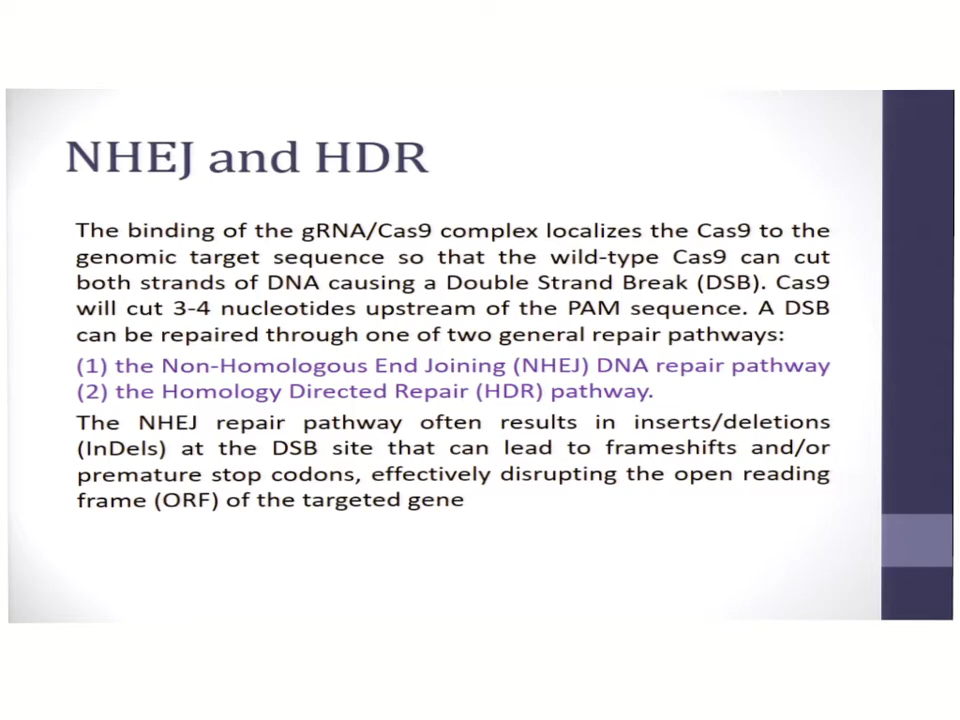 NHEJ and HDR
The binding of the gRNA/Cas9 complex localizes the Cas9 to the
genomic target sequence so that the wild-type Cas9 can cut
both strands of DNA causing a Double Strand Break (DSB). Cas9
will cut 3-4 nucleotides upstream of the PAM sequence. A DSB
can be repaired through one of two general repair pathways:
(1) the Non-Homologous End Joining (NHEJ) DNA repair pathway
(2) the Homology Directed Repair (HDR) pathway.
The NHEJ repair pathway often results in inserts/deletions
(InDels) at the DSB site that can lead to frameshifts and/or
premature stop codons, effectively disrupting the open reading
frame (ORF) of the targeted gene